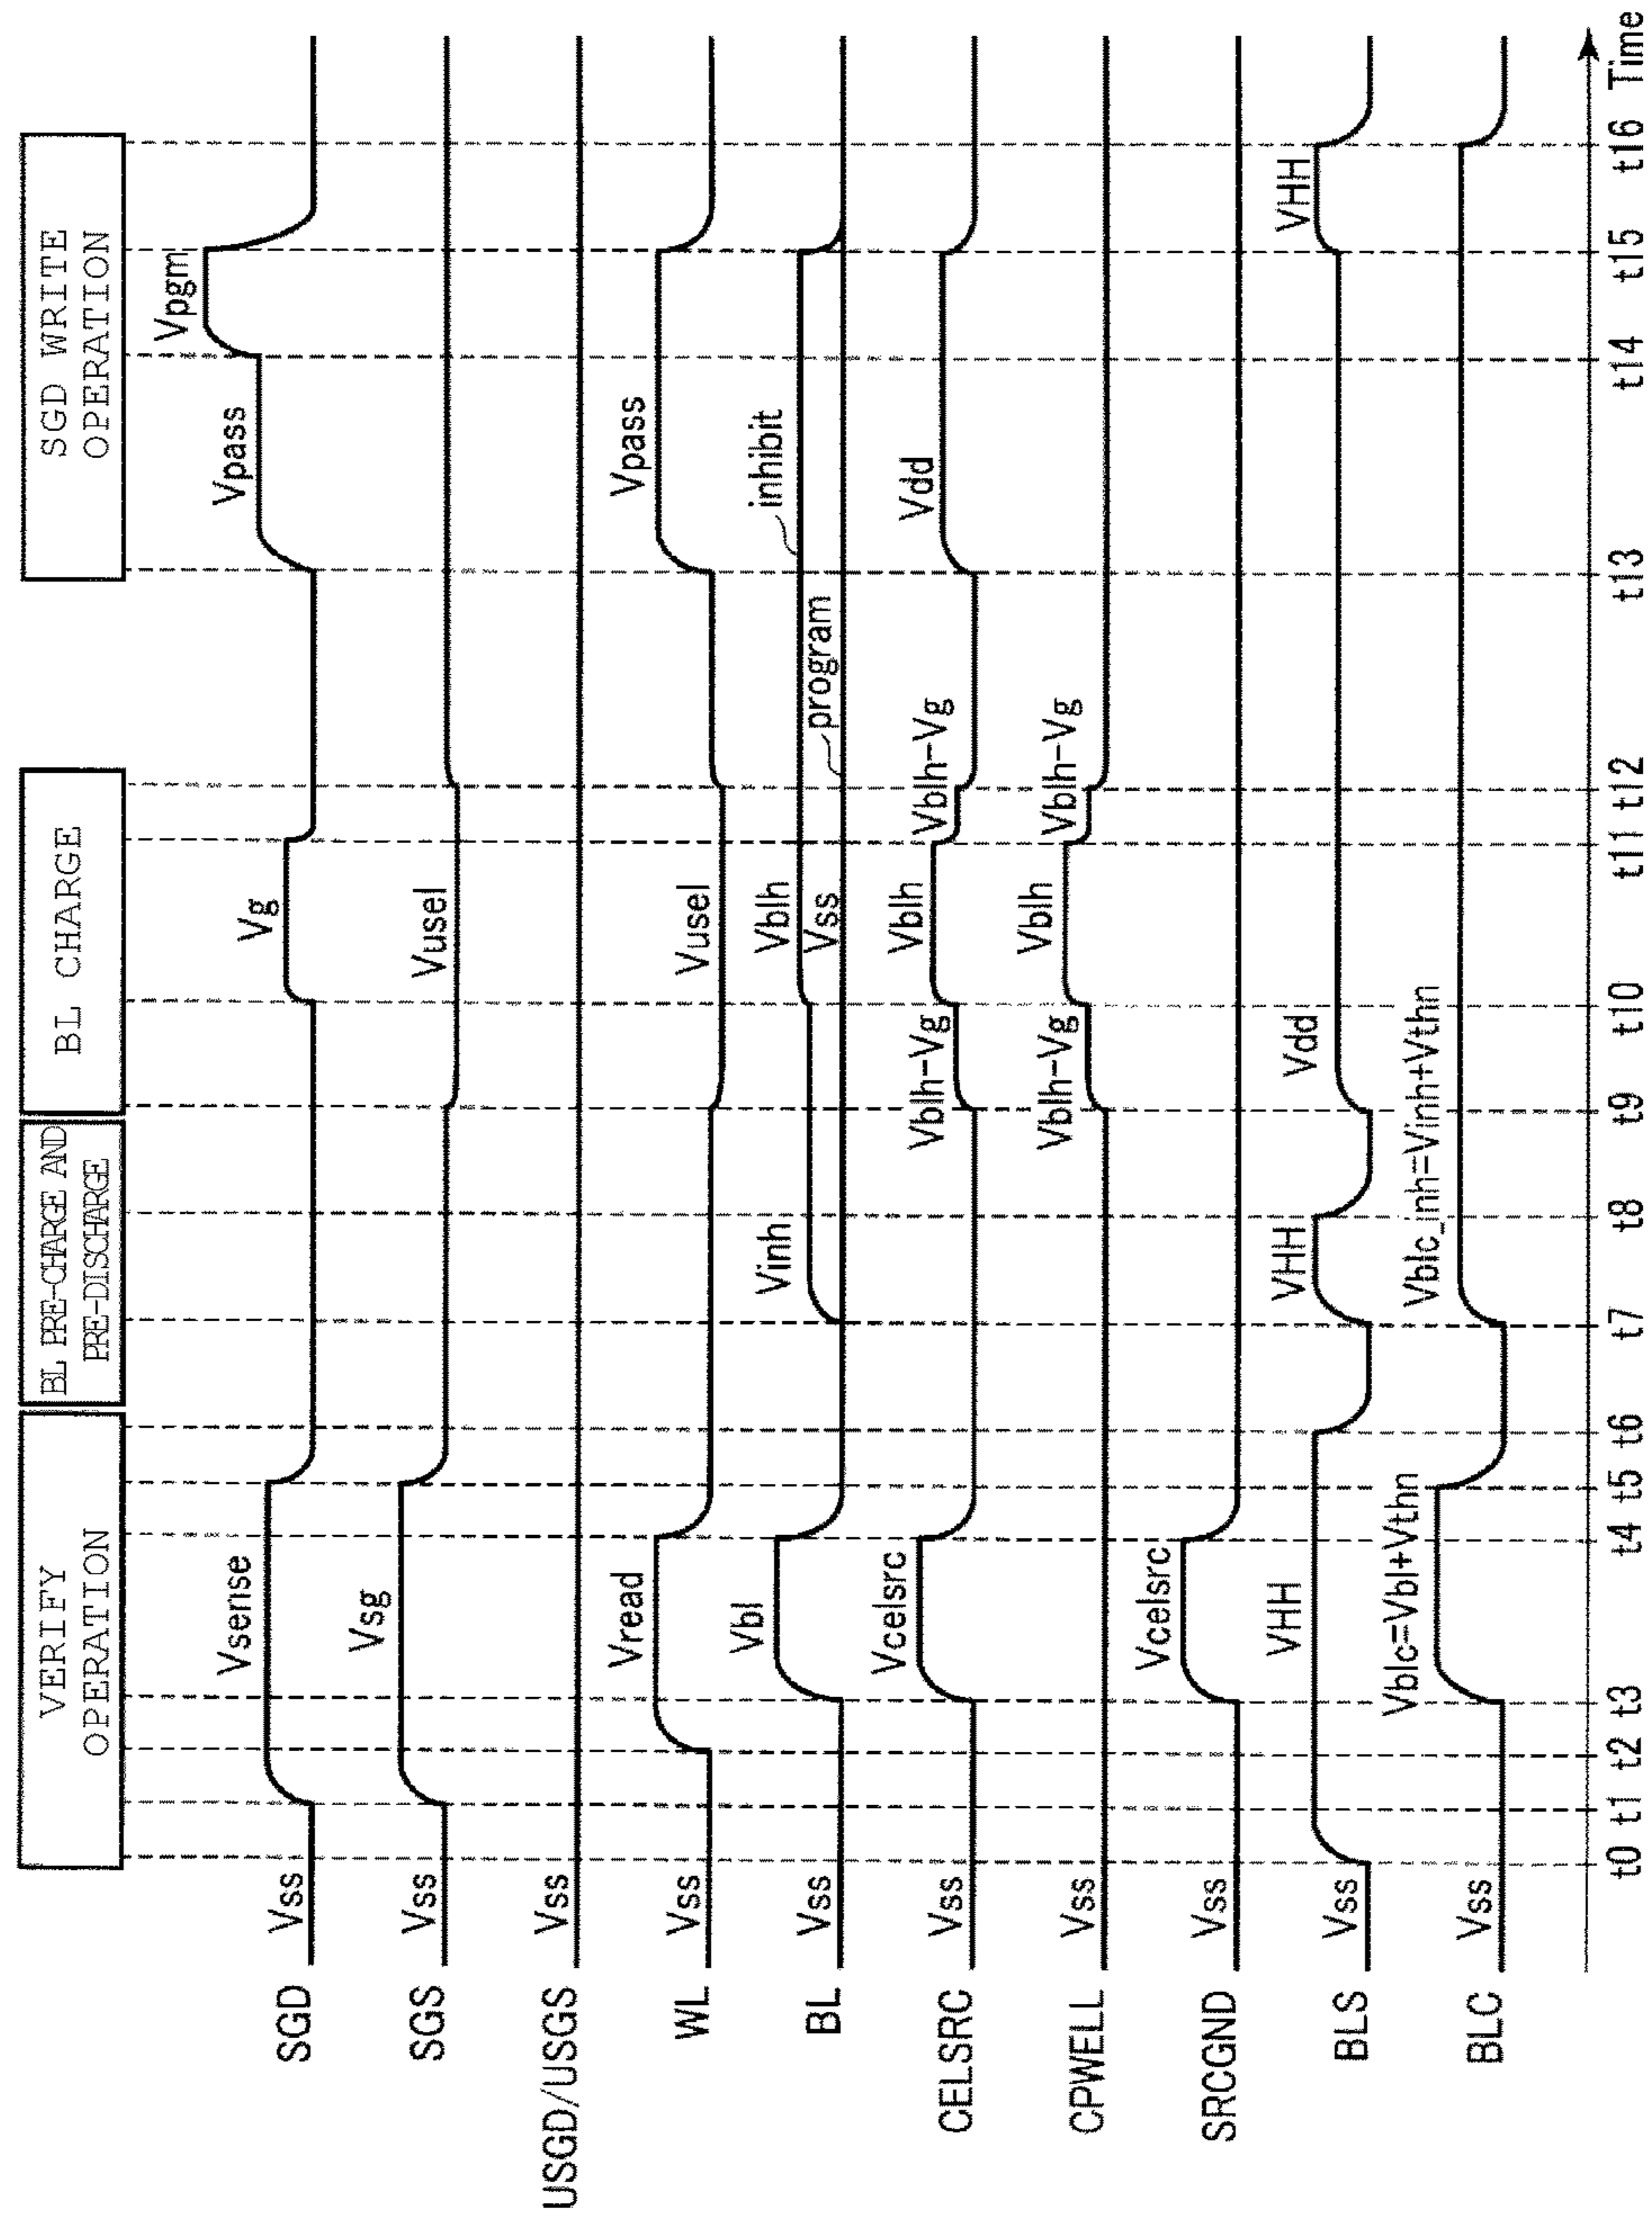 VERIFY
OPERATION
BL PRE-CHARGE AND
PRE-DISCHARGE
BL CHARGE
SGD WRITE
OPERATION
SGD
Vss
Vsense
Vg
Vpass
Vpgm
SGS
Vss
Vsg
Vusel
USGD/USGS
Vss
WL
Vss
Vread
Vusel
Vpass
BL
Vss
Vbl
Vinh
Vblh
Vss
program
inhibit
CELSRC
Vss
Vcelsrc
Vblh-Vg
Vblh
Vblh-Vg
Vdd
CPWELL
Vss
Vblh-Vg
Vblh
Vblh-Vg
SRCGND
Vss
Vcelsrc
BLS
Vss
VHH
VHH
Vdd
VHH
BLC
Vss
Vblc=Vbl+Vthn
Vblc_inh=Vinh+Vthn
t0 t1 t2 t3 t4 t5 t6 t7 t8 t9 t10 t11 t12 t13 t14 t15 t16 Time